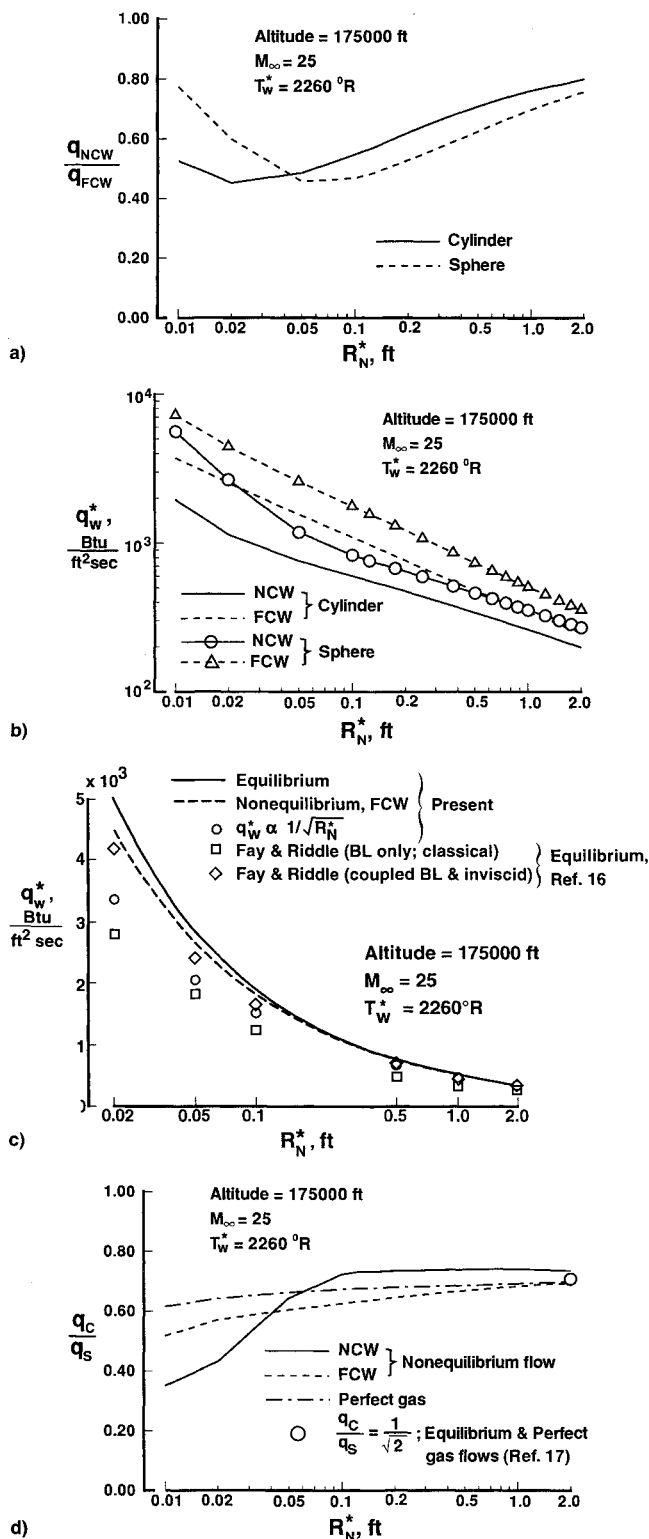 Altitude = 175000 ft
M∞ = 25
T*W = 2260 °R
1.00
0.80
0.60
0.40
0.20
0.00
qNCW
qFCW
Cylinder
Sphere
0.01 0.02 0.05 0.1 0.2 0.5 1.0 2.0
R*N, ft
a)
Altitude = 175000 ft
M∞ = 25
T*W = 2260 °R
10⁴
10³
10²
q*w,
Btu
ft²sec
NCW
FCW
Cylinder
NCW
FCW
Sphere
0.01 0.02 0.05 0.1 0.2 0.5 1.0 2.0
R*N, ft
b)
x 10³
5
4
3
2
1
q*w,
Btu
ft² sec
Equilibrium
Nonequilibrium, FCW
q*W α 1/√R*N
Present
Fay & Riddle (BL only; classical)
Fay & Riddle (coupled BL & inviscid)
Equilibrium,
Ref. 16
Altitude = 175000 ft
M∞ = 25
T*W = 2260°R
0.02 0.05 0.1 0.5 1.0 2.0
R*N, ft
c)
Altitude = 175000 ft
M∞ = 25
T*W = 2260 °R
1.00
0.80
0.60
0.40
0.20
0.00
qC
qS
NCW
FCW
Nonequilibrium flow
Perfect gas
qC/qS = 1/√2 ; Equilibrium & Perfect
gas flows (Ref. 17)
0.01 0.02 0.05 0.1 0.2 0.5 1.0 2.0
R*N, ft
d)